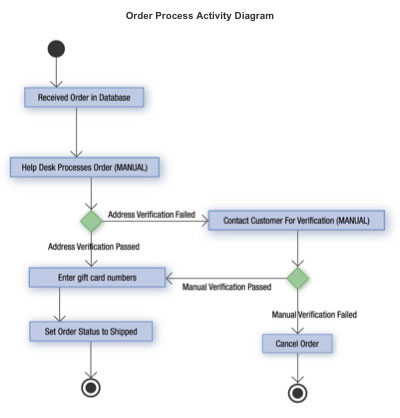 Order Process Activity Diagram
Received Order in Database
Help Desk Processes Order (MANUAL)
Address Verification Failed
Contact Customer For Verification (MANUAL)
Address Verification Passed
Enter gift card numbers
Manual Verification Passed
Manual Verification Failed
Set Order Status to Shipped
Cancel Order